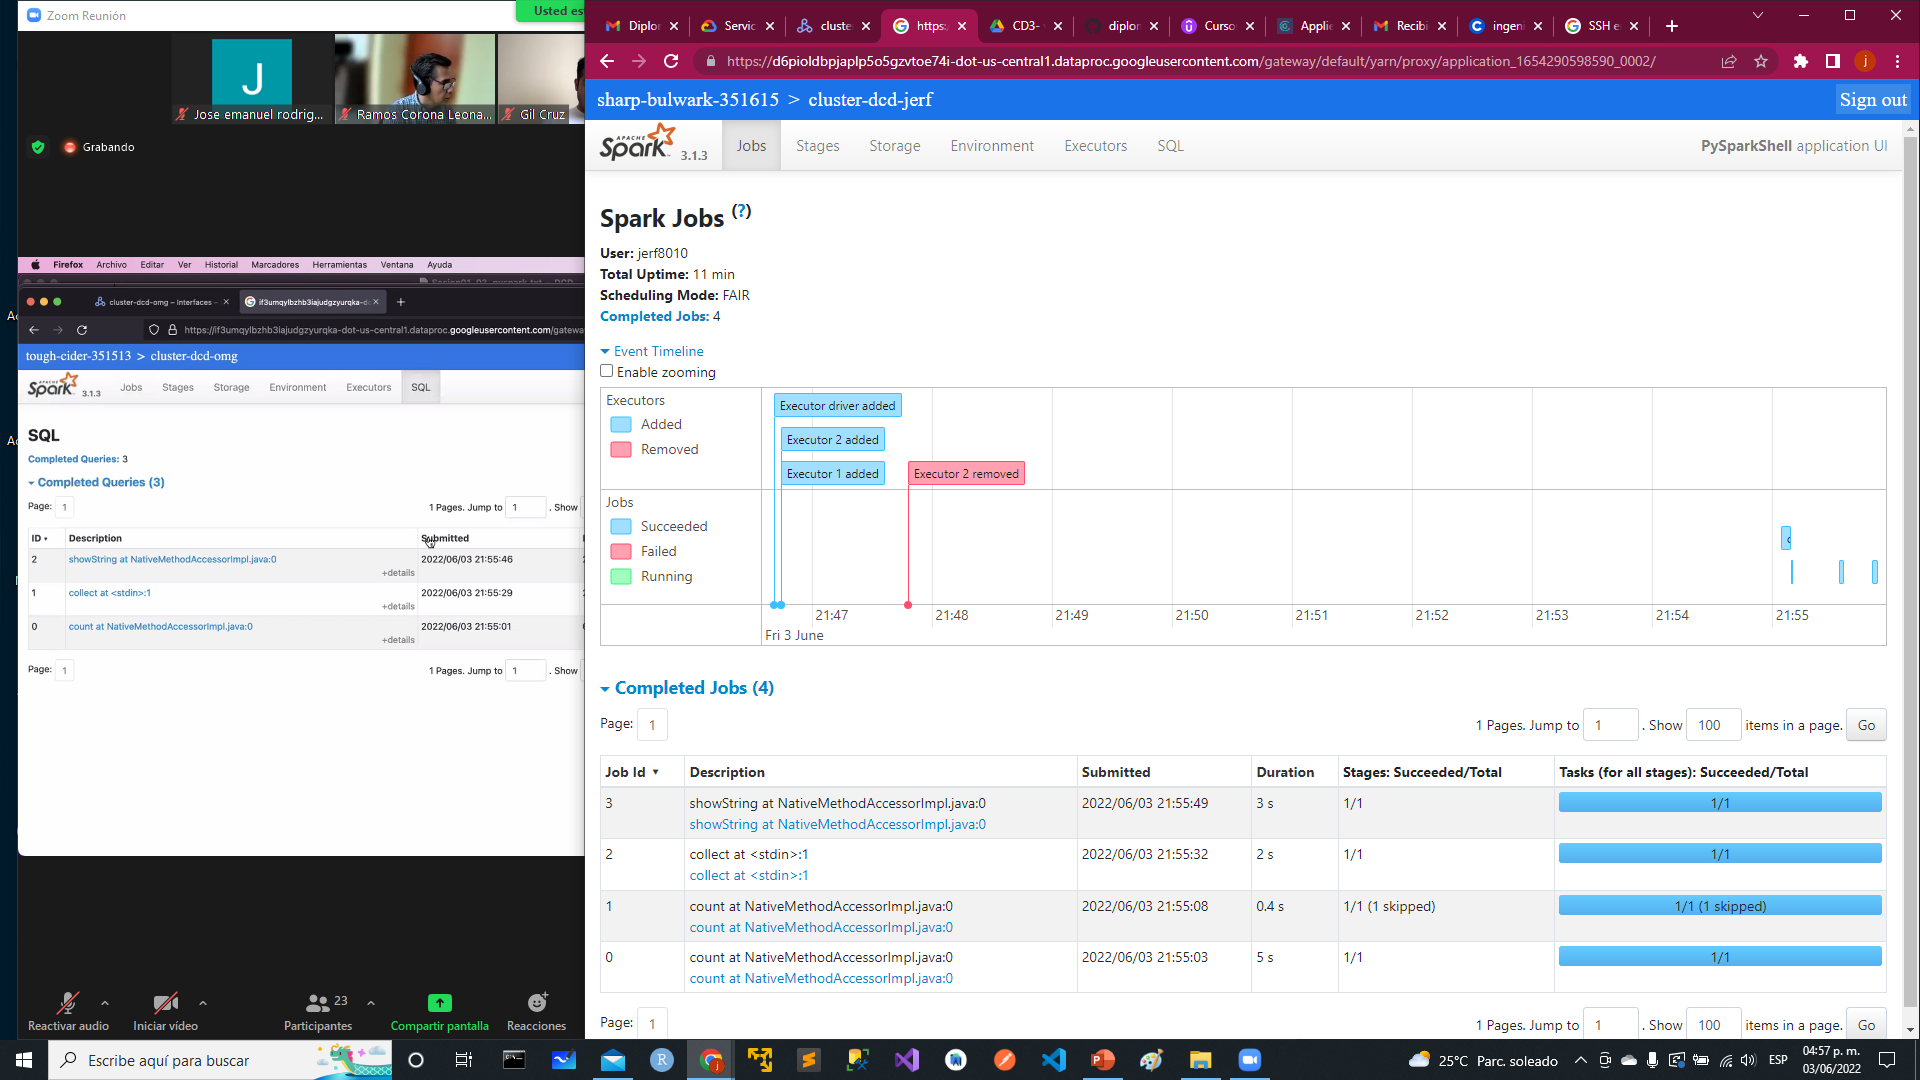 Zoom Reunión
Usted es
J
Jose emanuel rodrig...
Ramos Corona Leona...
Gil Cruz
Grabando
Firefox Archivo Editar Ver Historial Marcadores Herramientas Ventana Ayuda
cluster-dcd-omg – Interfaces –
if3umqylbzhb3iajudgzyurqka-d
https://if3umqylbzhb3iajudgzyurqka-dot-us-central1.dataproc.googleusercontent.com/gatewa
tough-cider-351513 > cluster-dcd-omg
APACHE Spark 3.1.3 Jobs Stages Storage Environment Executors SQL
SQL
Completed Queries: 3
Completed Queries (3)
Page: 1 1 Pages. Jump to 1 . Show
ID Description Submitted
2 showString at NativeMethodAccessorImpl.java:0 2022/06/03 21:55:46
+details
1 collect at <stdin>:1 2022/06/03 21:55:29
+details
0 count at NativeMethodAccessorImpl.java:0 2022/06/03 21:55:01
+details
Page: 1 1 Pages. Jump to 1 . Show
Reactivar audio
Iniciar vídeo
23
Participantes
Compartir pantalla
Reacciones
Diplon Servic cluste https: CD3- diplon Curso Applie Recibi ingeni SSH e
https://d6pioldbpjaplp5o5gzvtoe74i-dot-us-central1.dataproc.googleusercontent.com/gateway/default/yarn/proxy/application_1654290598590_0002/
j
sharp-bulwark-351615 > cluster-dcd-jerf Sign out
APACHE Spark 3.1.3 Jobs Stages Storage Environment Executors SQL PySparkShell application UI
Spark Jobs (?)
User: jerf8010
Total Uptime: 11 min
Scheduling Mode: FAIR
Completed Jobs: 4
Event Timeline
Enable zooming
Executors
Added
Removed
Executor driver added
Executor 2 added
Executor 1 added
Executor 2 removed
Jobs
Succeeded
Failed
Running
21:47 21:48 21:49 21:50 21:51 21:52 21:53 21:54 21:55
Fri 3 June
Completed Jobs (4)
Page: 1 1 Pages. Jump to 1 . Show 100 items in a page. Go
Job Id Description Submitted Duration Stages: Succeeded/Total Tasks (for all stages): Succeeded/Total
3 showString at NativeMethodAccessorImpl.java:0 2022/06/03 21:55:49 3 s 1/1 1/1
showString at NativeMethodAccessorImpl.java:0
2 collect at <stdin>:1 2022/06/03 21:55:32 2 s 1/1 1/1
collect at <stdin>:1
1 count at NativeMethodAccessorImpl.java:0 2022/06/03 21:55:08 0.4 s 1/1 (1 skipped) 1/1 (1 skipped)
count at NativeMethodAccessorImpl.java:0
0 count at NativeMethodAccessorImpl.java:0 2022/06/03 21:55:03 5 s 1/1 1/1
count at NativeMethodAccessorImpl.java:0
Page: 1 1 Pages. Jump to 1 . Show 100 items in a page. Go
Escribe aquí para buscar
25°C Parc. soleado
ESP
04:57 p. m.
03/06/2022